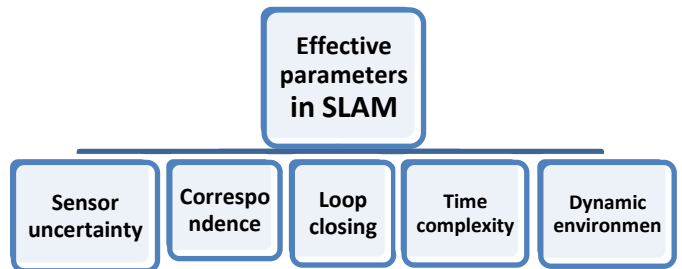 Effective
parameters
in SLAM
Sensor
uncertainty
Correspo
ndence
Loop
closing
Time
complexity
Dynamic
environmen